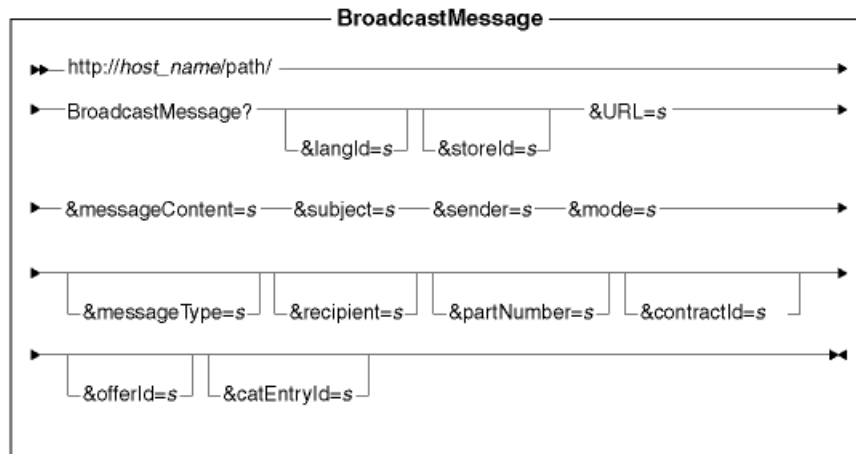 BroadcastMessage
http://host_name/path/
BroadcastMessage? &URL=s
&langId=s &storeId=s
&messageContent=s &subject=s &sender=s &mode=s
&messageType=s &recipient=s &partNumber=s &contractId=s
&offerId=s &catEntryId=s